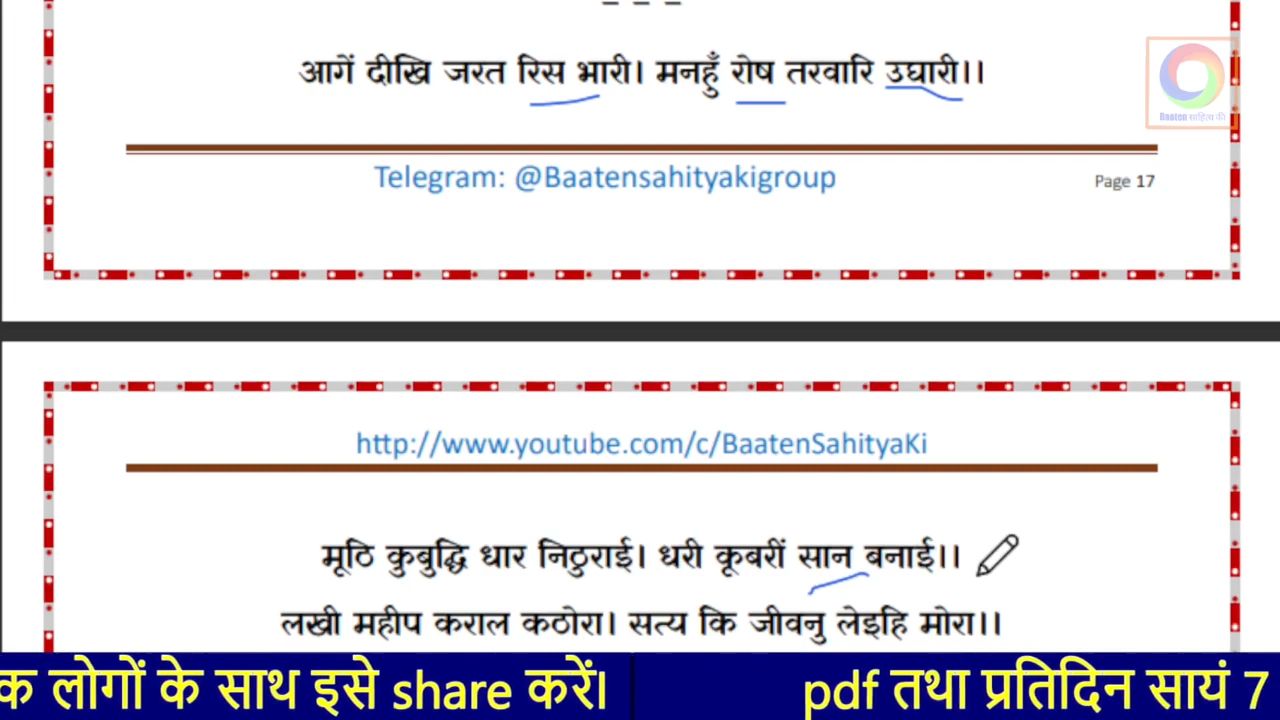 आगें दीखि जरत रिस भारी। मनहुँ रोष तरवारि उघारी।।
Baaten साहित्य की
Telegram: @Baatensahityakigroup
Page 17
http://www.youtube.com/c/BaatenSahityaKi
मूठि कुबुद्धि धार निठुराई। धरी कूबरीं सान बनाई।।
लखी महीप कराल कठोरा। सत्य कि जीवनु लेइहि मोरा।।
क लोगों के साथ इसे share करें। pdf तथा प्रतिदिन सायं 7